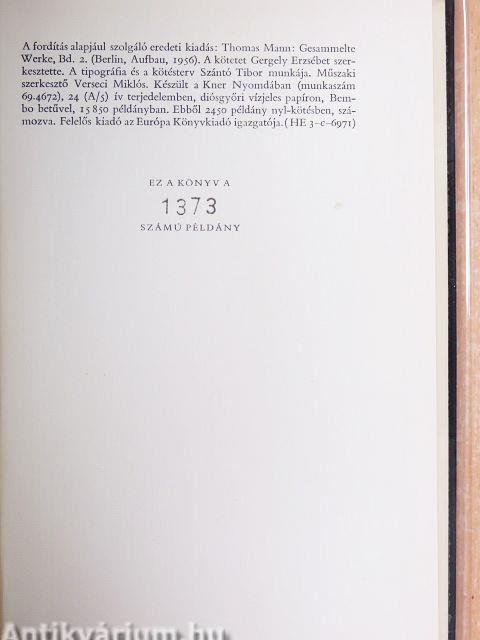 A fordítás alapjául szolgáló eredeti kiadás: Thomas Mann: Gesammelte
Werke, Bd. 2. (Berlin, Aufbau, 1956). A kötetet Gergely Erzsébet szer-
kesztette. A tipográfia és a kötésterv Szántó Tibor munkája. Műszaki
szerkesztő Verseci Miklós. Készült a Kner Nyomdában (munkaszám
69.4672), 24 (A/5) ív terjedelemben, diósgyőri vízjeles papíron, Bem-
bo betűvel, 15 850 példányban. Ebből 2450 példány nyl-kötésben, szá-
mozva. Felelős kiadó az Európa Könyvkiadó igazgatója. (HE 3–c–6971)
EZ A KÖNYV A
1373
SZÁMÚ PÉLDÁNY
Antikvárium.hu